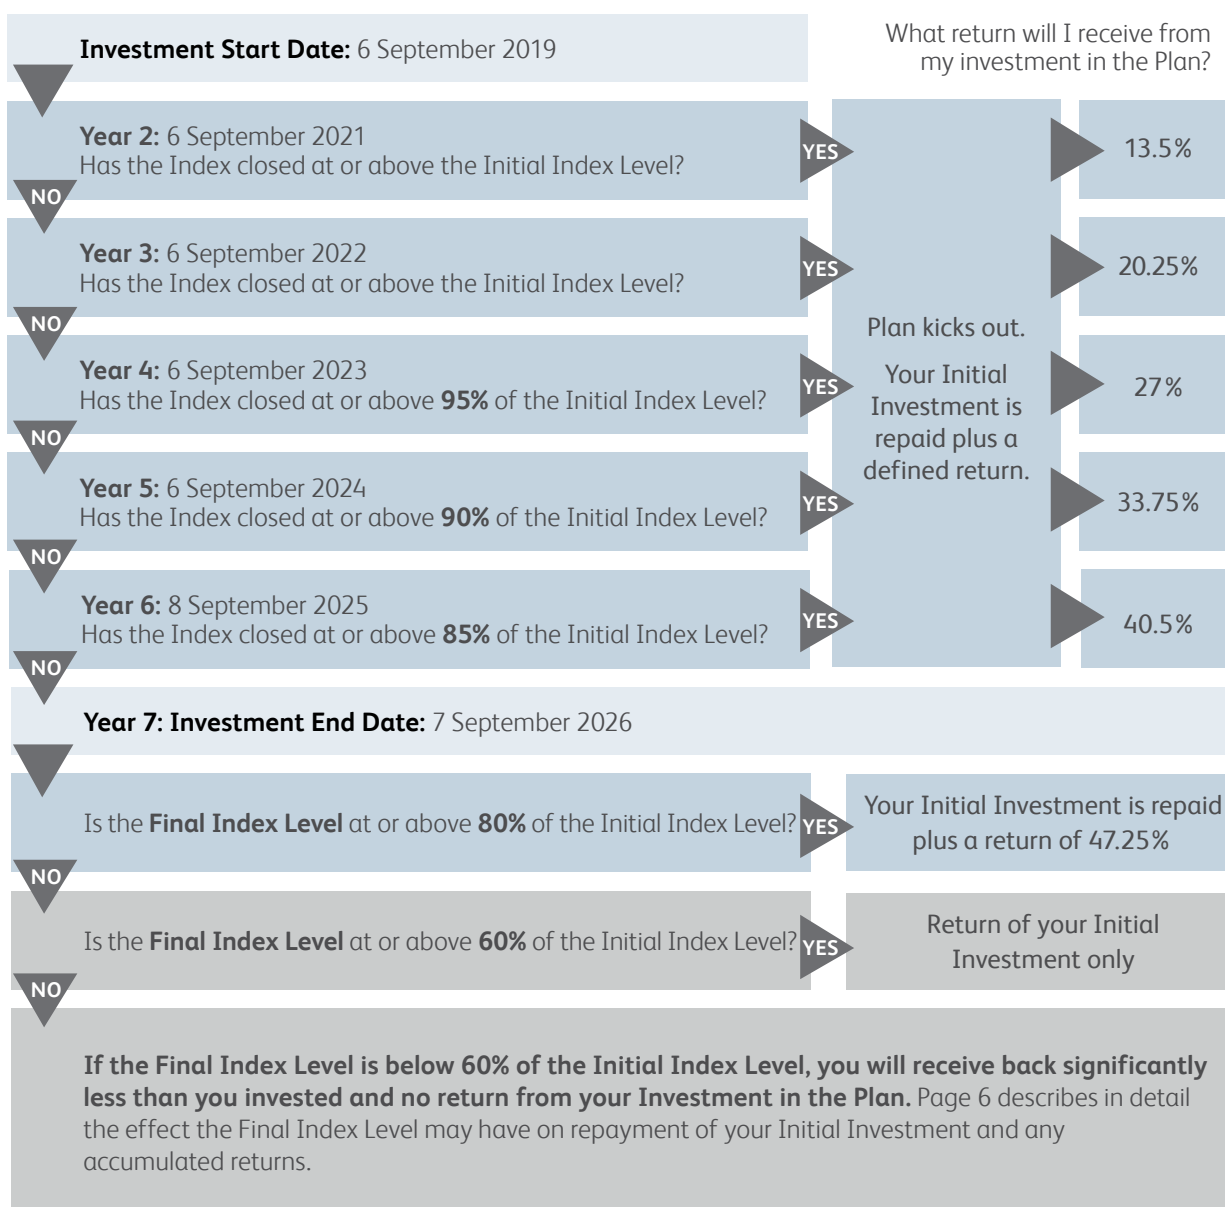 What return will I receive from
my investment in the Plan?
Investment Start Date: 6 September 2019
Year 2: 6 September 2021
Has the Index closed at or above the Initial Index Level?
YES
13.5%
NO
Year 3: 6 September 2022
Has the Index closed at or above the Initial Index Level?
YES
20.25%
NO
Plan kicks out.
Your Initial
Investment is
repaid plus a
defined return.
Year 4: 6 September 2023
Has the Index closed at or above 95% of the Initial Index Level?
YES
27%
NO
Year 5: 6 September 2024
Has the Index closed at or above 90% of the Initial Index Level?
YES
33.75%
NO
Year 6: 8 September 2025
Has the Index closed at or above 85% of the Initial Index Level?
YES
40.5%
NO
Year 7: Investment End Date: 7 September 2026
Is the Final Index Level at or above 80% of the Initial Index Level?
YES
Your Initial Investment is repaid
plus a return of 47.25%
NO
Is the Final Index Level at or above 60% of the Initial Index Level?
YES
Return of your Initial
Investment only
NO
If the Final Index Level is below 60% of the Initial Index Level, you will receive back significantly
less than you invested and no return from your Investment in the Plan. Page 6 describes in detail
the effect the Final Index Level may have on repayment of your Initial Investment and any
accumulated returns.